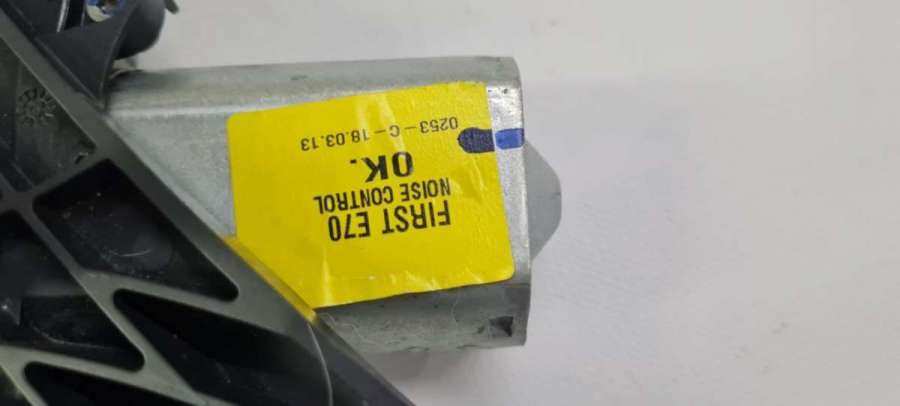 FIRST E70
NOISE CONTROL
OK.
0253-C-18.03.13